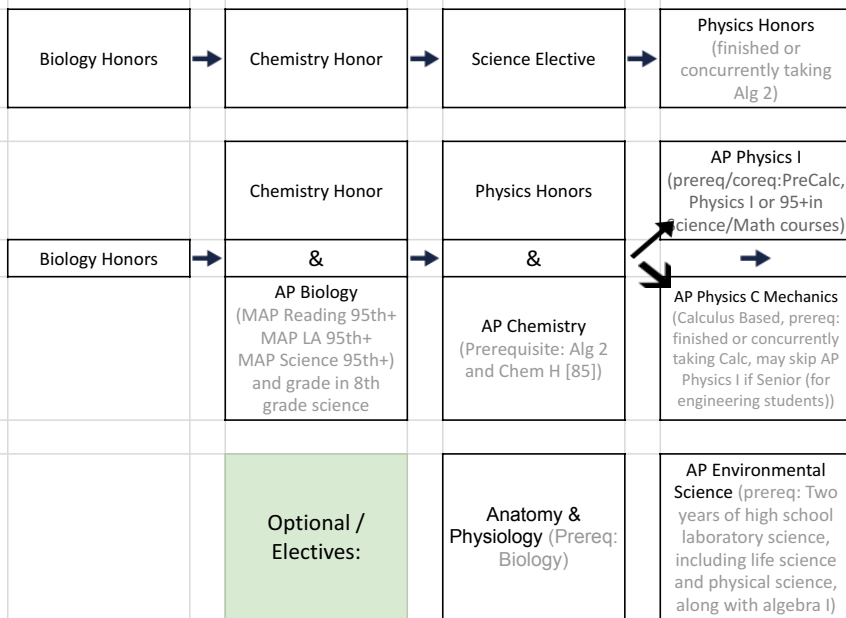 Biology Honors
Chemistry Honor
Science Elective
Physics Honors
(finished or
concurrently taking
Alg 2)
Chemistry Honor
Physics Honors
AP Physics I
(prereq/coreq:PreCalc,
Physics I or 95+in
Science/Math courses)
Biology Honors
&
&
AP Biology
(MAP Reading 95th+
MAP LA 95th+
MAP Science 95th+)
and grade in 8th
grade science
AP Chemistry
(Prerequisite: Alg 2
and Chem H [85])
AP Physics C Mechanics
(Calculus Based, prereq:
finished or concurrently
taking Calc, may skip AP
Physics I if Senior (for
engineering students))
Optional /
Electives:
Anatomy &
Physiology (Prereq:
Biology)
AP Environmental
Science (prereq: Two
years of high school
laboratory science,
including life science
and physical science,
along with algebra I)